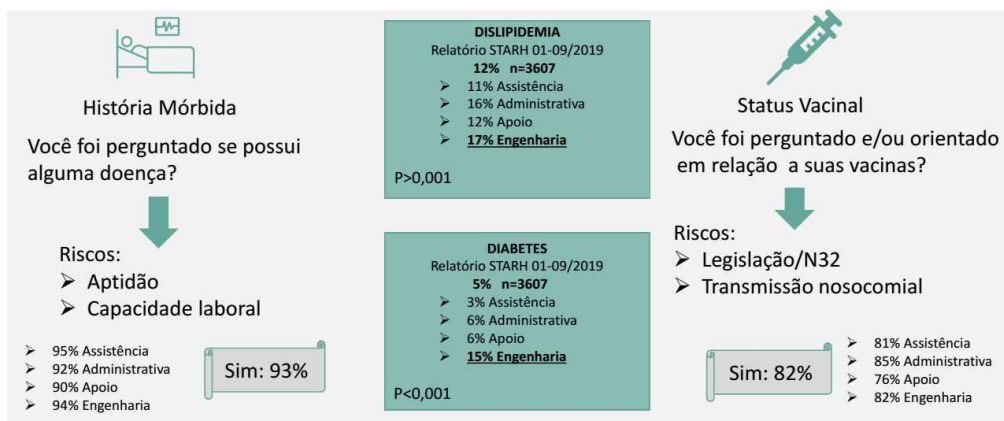 História Mórbida
Você foi perguntado se possui
alguma doença?
Riscos:
➢ Aptidão
➢ Capacidade laboral
➢ 95% Assistência
➢ 92% Administrativa
➢ 90% Apoio
➢ 94% Engenharia
Sim: 93%
DISLIPIDEMIA
Relatório STARH 01-09/2019
12% n=3607
➢ 11% Assistência
➢ 16% Administrativa
➢ 12% Apoio
➢ 17% Engenharia
P>0,001
DIABETES
Relatório STARH 01-09/2019
5% n=3607
➢ 3% Assistência
➢ 6% Administrativa
➢ 6% Apoio
➢ 15% Engenharia
P<0,001
Status Vacinal
Você foi perguntado e/ou orientado
em relação a suas vacinas?
Riscos:
➢ Legislação/N32
➢ Transmissão nosocomial
Sim: 82%
➢ 81% Assistência
➢ 85% Administrativa
➢ 76% Apoio
➢ 82% Engenharia